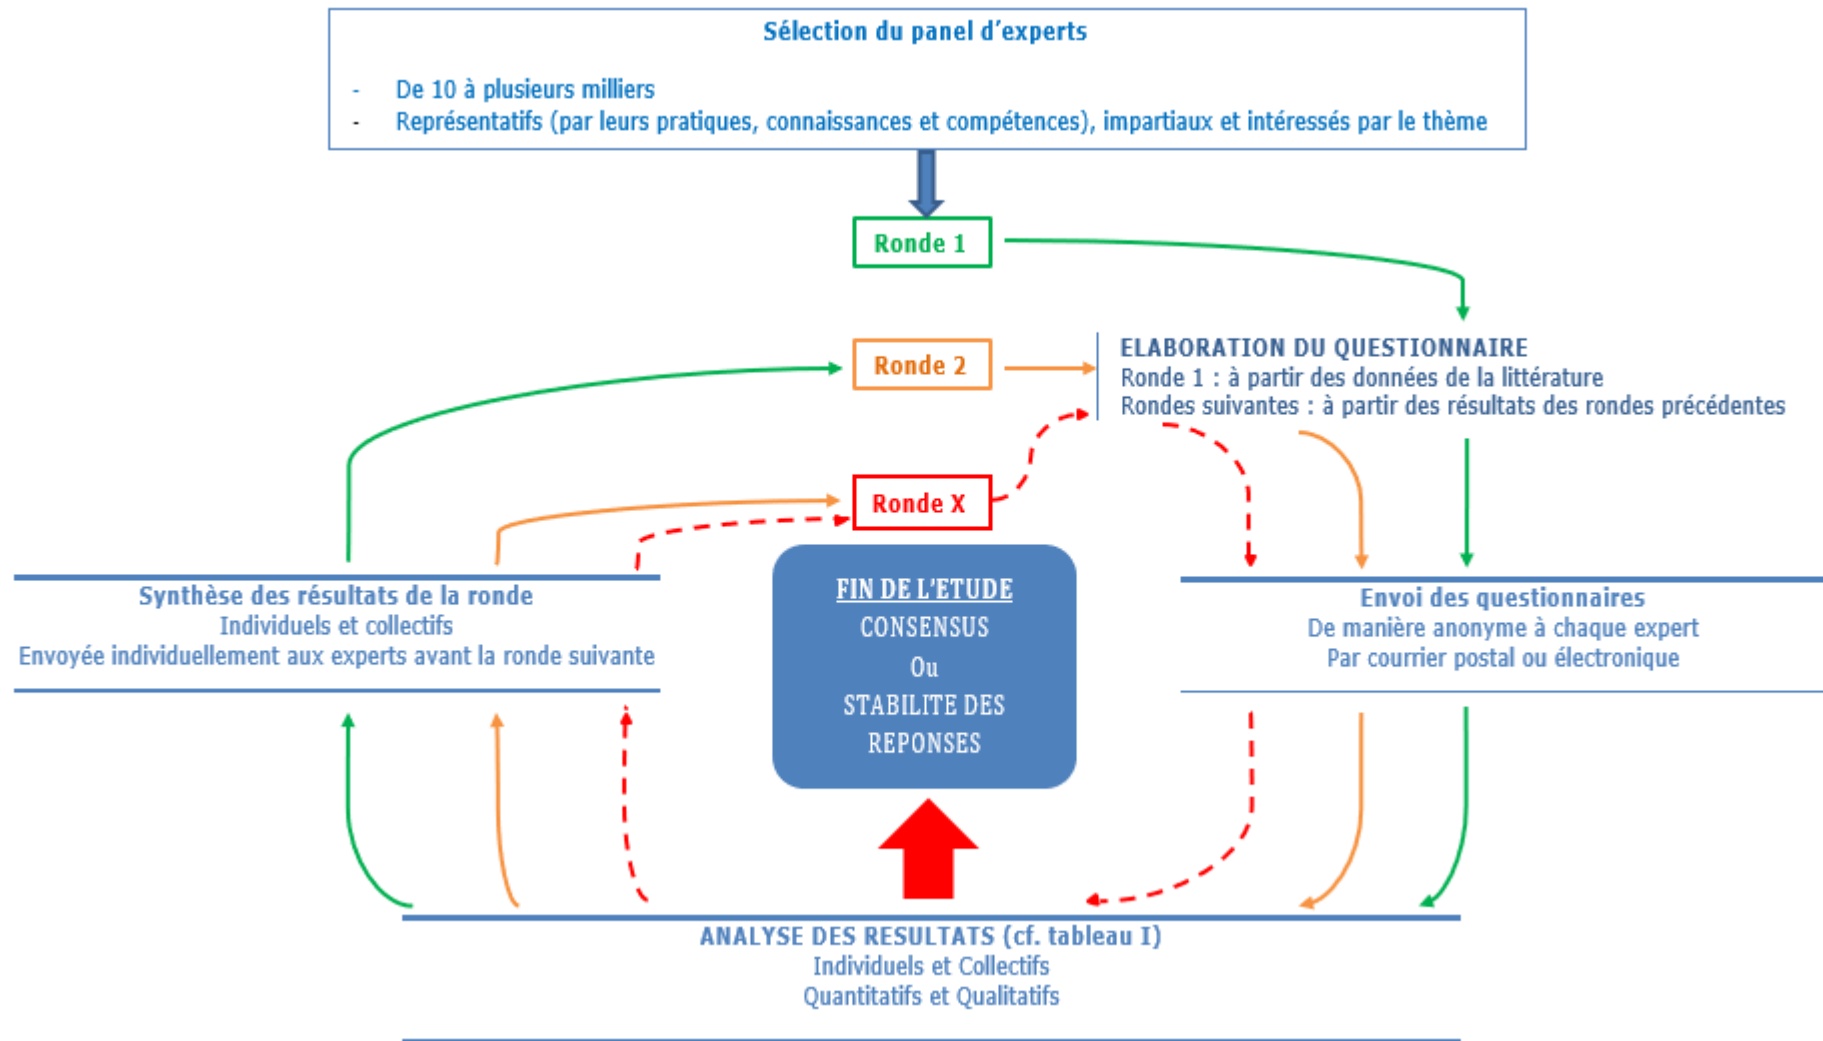 Sélection du panel d'experts
- De 10 à plusieurs milliers
- Représentatifs (par leurs pratiques, connaissances et compétences), impartiaux et intéressés par le thème
Ronde 1
Ronde 2
ELABORATION DU QUESTIONNAIRE
Ronde 1 : à partir des données de la littérature
Rondes suivantes : à partir des résultats des rondes précédentes
Ronde X
Synthèse des résultats de la ronde
Individuels et collectifs
Envoyée individuellement aux experts avant la ronde suivante
FIN DE L'ETUDE
CONSENSUS
Ou
STABILITE DES
REPONSES
Envoi des questionnaires
De manière anonyme à chaque expert
Par courrier postal ou électronique
ANALYSE DES RESULTATS (cf. tableau I)
Individuels et Collectifs
Quantitatifs et Qualitatifs